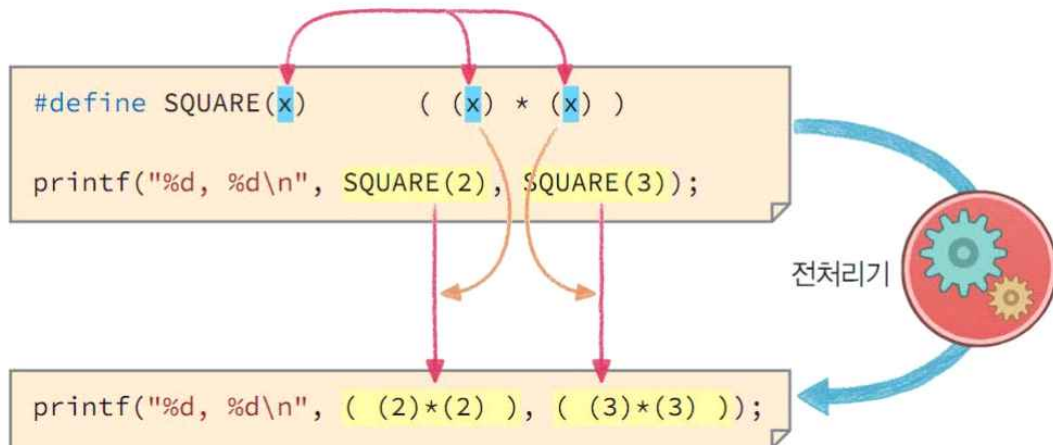 #define SQUARE(x) ( (x) * (x) )
printf("%d, %d\n", SQUARE(2), SQUARE(3));
전처리기
printf("%d, %d\n", ( (2)*(2) ), ( (3)*(3) ));